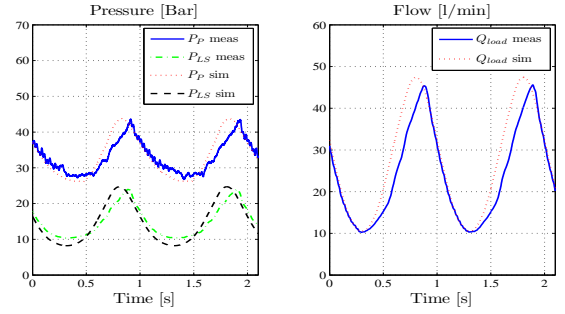 Pressure [Bar]
70
60
50
40
30
20
10
0
P_P meas
P_LS meas
P_P sim
P_LS sim
0 0.5 1 1.5 2
Time [s]
Flow [l/min]
60
50
40
30
20
10
0
Q_load meas
Q_load sim
0 0.5 1 1.5 2
Time [s]